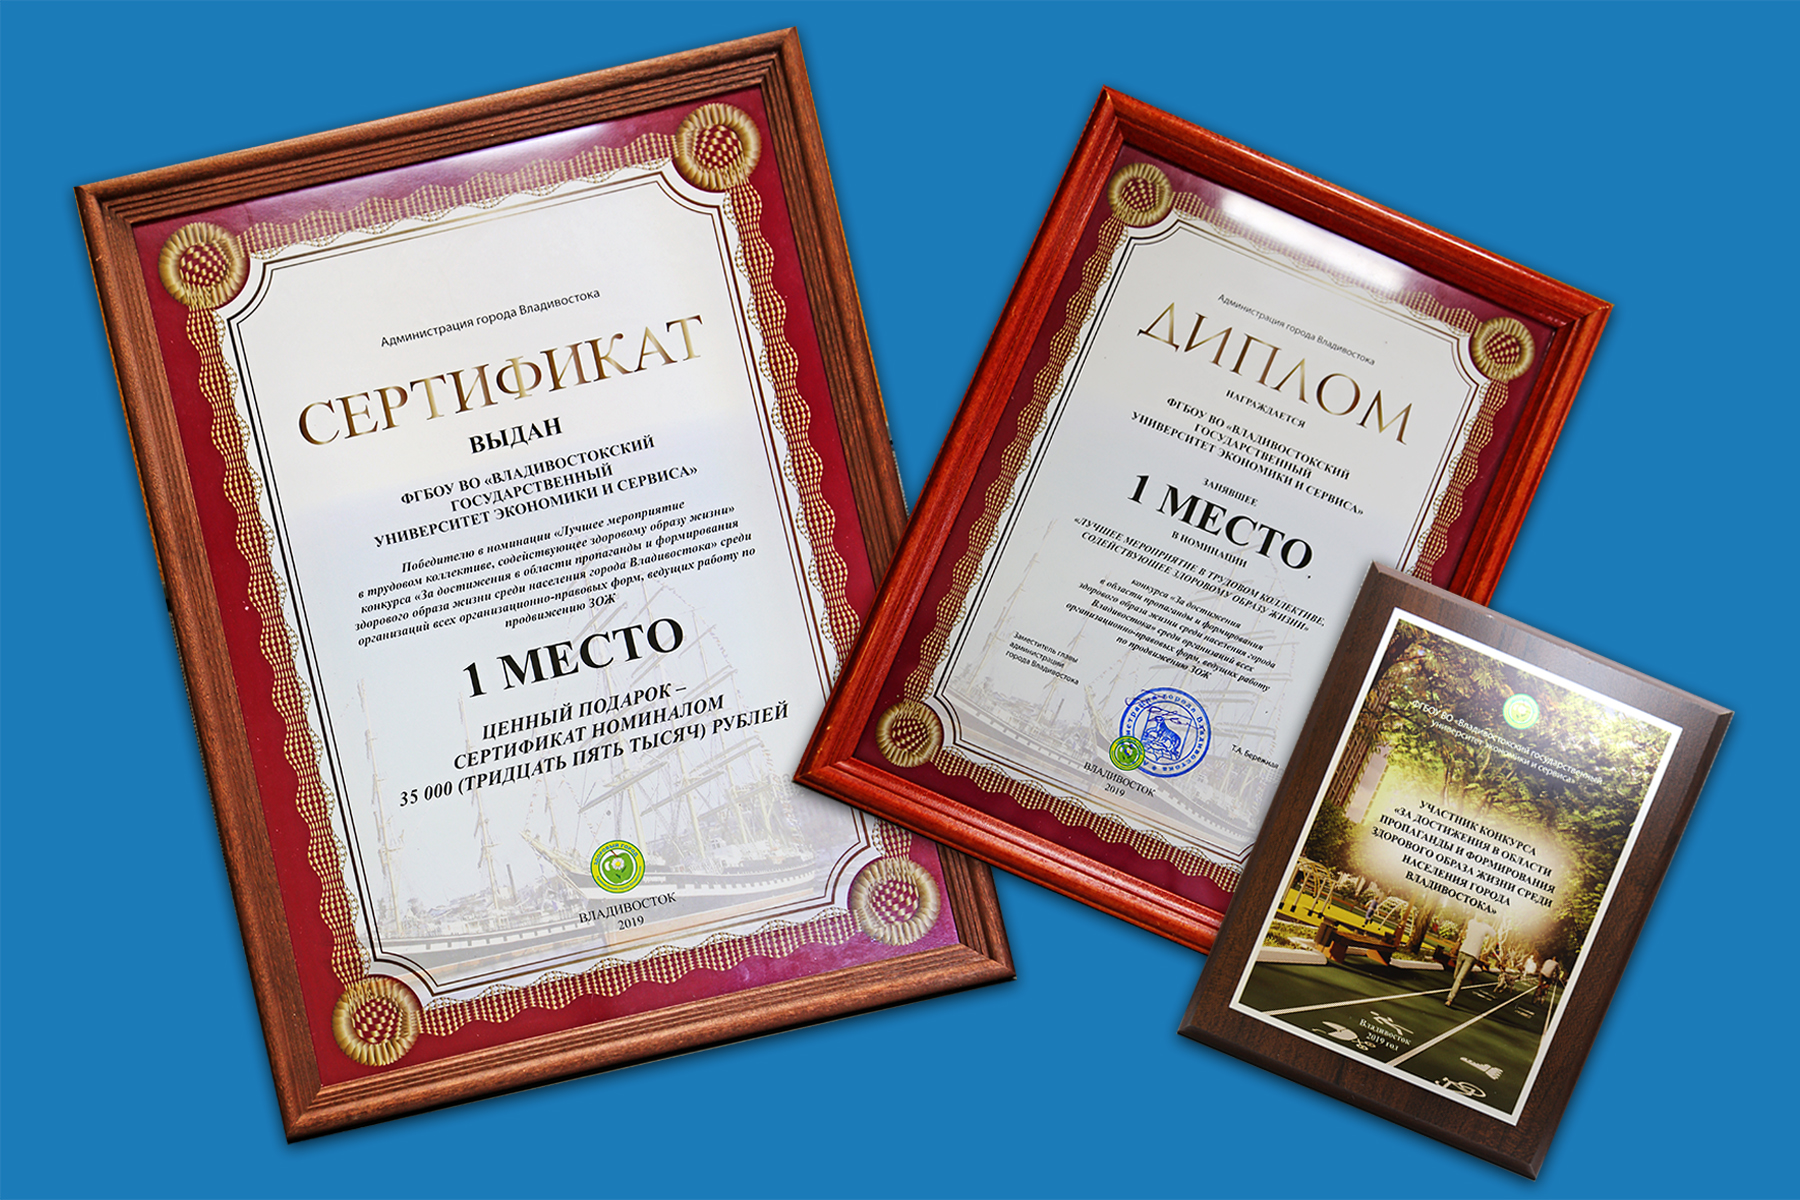 Администрация города Владивостока
СЕРТИФИКАТ
ВЫДАН
ФГБОУ ВО «ВЛАДИВОСТОКСКИЙ
ГОСУДАРСТВЕННЫЙ
УНИВЕРСИТЕТ ЭКОНОМИКИ И СЕРВИСА»
Победителю в номинации «Лучшее мероприятие
в трудовом коллективе, содействующее здоровому образу жизни»
конкурса «За достижения в области пропаганды и формирования
здорового образа жизни среди населения города Владивостока» среди
организаций всех организационно-правовых форм, ведущих работу по
продвижению ЗОЖ
1 МЕСТО
ЦЕННЫЙ ПОДАРОК –
СЕРТИФИКАТ НОМИНАЛОМ
35 000 (ТРИДЦАТЬ ПЯТЬ ТЫСЯЧ) РУБЛЕЙ
ЗДОРОВЫЙ ГОРОД
ВЛАДИВОСТОК
2019
Администрация города Владивостока
ДИПЛОМ
НАГРАЖДАЕТСЯ
ФГБОУ ВО «ВЛАДИВОСТОКСКИЙ
ГОСУДАРСТВЕННЫЙ
УНИВЕРСИТЕТ ЭКОНОМИКИ И СЕРВИСА»
ЗАНЯВШЕЕ
1 МЕСТО
В НОМИНАЦИИ
«ЛУЧШЕЕ МЕРОПРИЯТИЕ В ТРУДОВОМ КОЛЛЕКТИВЕ,
СОДЕЙСТВУЮЩЕЕ ЗДОРОВОМУ ОБРАЗУ ЖИЗНИ»
конкурса «За достижения
в области пропаганды и формирования
здорового образа жизни среди населения города
Владивостока» среди организаций всех
организационно-правовых форм, ведущих работу
по продвижению ЗОЖ
Заместитель главы
администрации
города Владивостока
Т.А. Бережная
ВЛАДИВОСТОК
2019
ФГБОУ ВО «Владивостокский государственный
университет экономики и сервиса»
УЧАСТНИК КОНКУРСА
«ЗА ДОСТИЖЕНИЯ В ОБЛАСТИ
ПРОПАГАНДЫ И ФОРМИРОВАНИЯ
ЗДОРОВОГО ОБРАЗА ЖИЗНИ СРЕДИ
НАСЕЛЕНИЯ ГОРОДА
ВЛАДИВОСТОКА»
Владивосток
2019 год